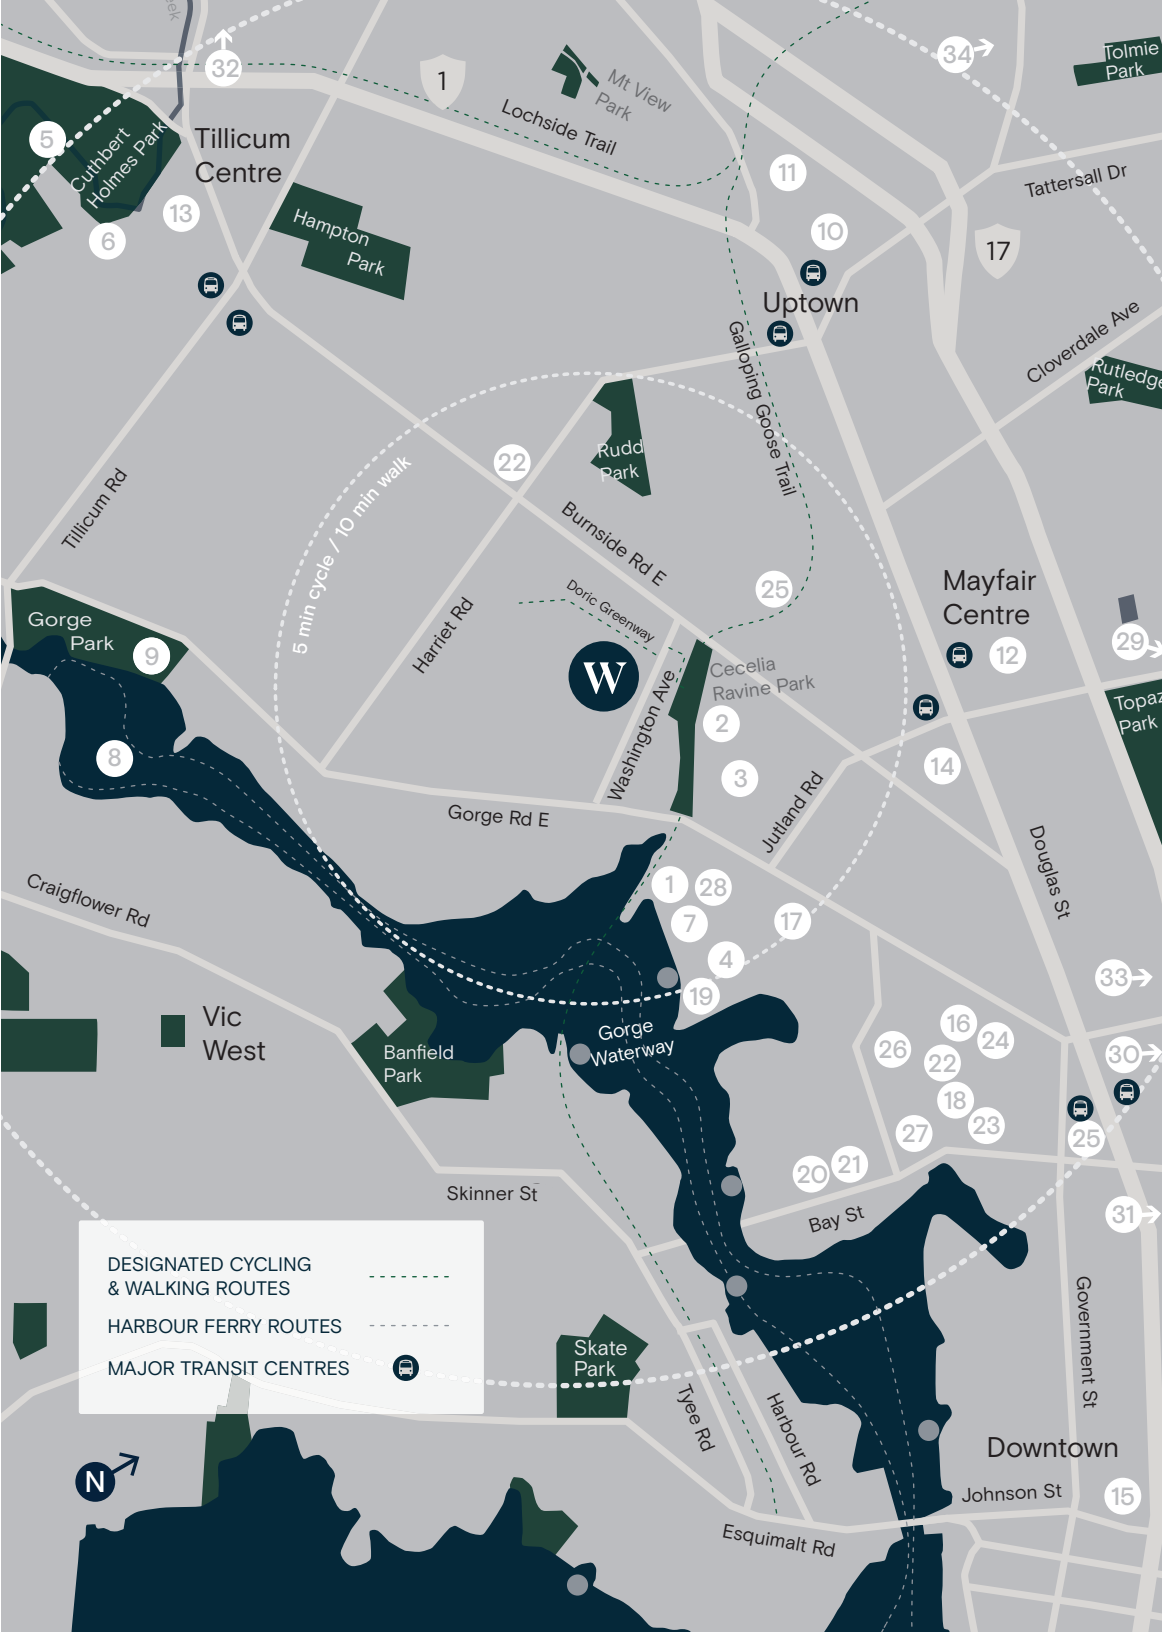 32
34
Tolmie
Park
1
Mt View
Park
Lochside Trail
5
Cuthbert
Holmes Park
Tillicum
Centre
11
Tattersall Dr
13
6
Hampton
Park
10
17
Uptown
Cloverdale Ave
Galloping Goose Trail
Rutledge
Park
Rudd
Park
22
5 min cycle / 10 min walk
Tillicum Rd
Burnside Rd E
Doric Greenway
25
Mayfair
Centre
12
29
Gorge
Park
9
Harriet Rd
W
Washington Ave
Cecelia
Ravine Park
2
3
Topaz
Park
14
8
Gorge Rd E
Jutland Rd
Douglas St
Craigflower Rd
1
28
7
17
4
19
33
Vic
West
Banfield
Park
Gorge
Waterway
16
24
26
22
30
18
23
27
25
20
21
Skinner St
Bay St
31
DESIGNATED CYCLING
& WALKING ROUTES
HARBOUR FERRY ROUTES
MAJOR TRANSIT CENTRES
Skate
Park
Government St
Tyee Rd
Harbour Rd
N
Downtown
Johnson St
15
Esquimalt Rd